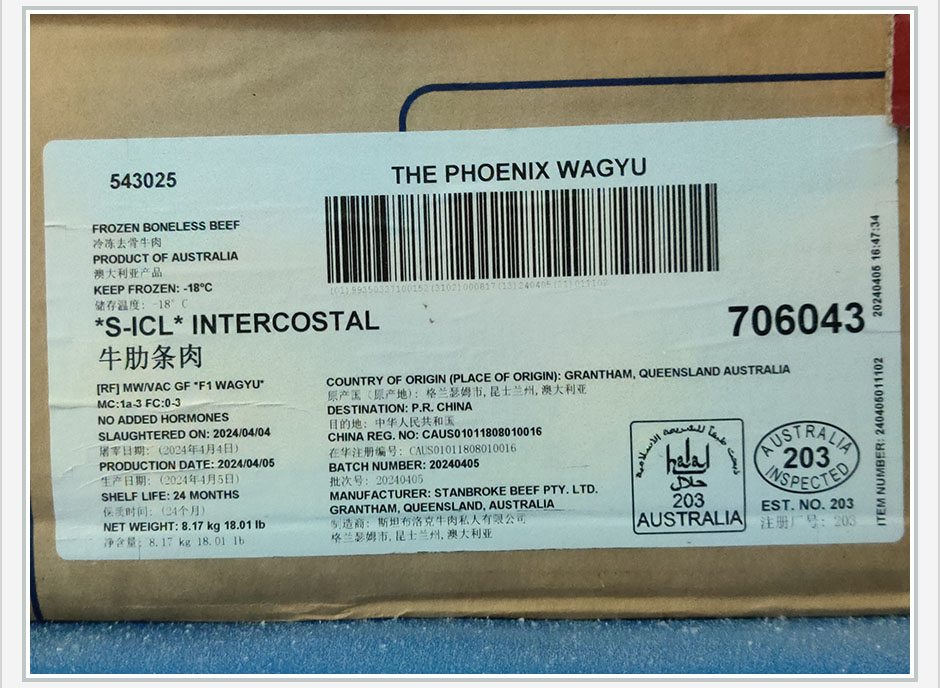 543025
THE PHOENIX WAGYU
FROZEN BONELESS BEEF
冷冻去骨牛肉
PRODUCT OF AUSTRALIA
澳大利亚产品
KEEP FROZEN: -18°C
储存温度: -18° C
*S-ICL* INTERCOSTAL
牛肋条肉
706043
[RF] MW/VAC GF *F1 WAGYU*
MC:1a-3 FC:0-3
NO ADDED HORMONES
SLAUGHTERED ON: 2024/04/04
屠宰日期: (2024年4月4日)
PRODUCTION DATE: 2024/04/05
生产日期: (2024年4月5日)
SHELF LIFE: 24 MONTHS
保质时间: (24个月)
NET WEIGHT: 8.17 kg 18.01 lb
净含量: 8.17 kg 18.01 lb
COUNTRY OF ORIGIN (PLACE OF ORIGIN): GRANTHAM, QUEENSLAND AUSTRALIA
原产国 (原产地): 格兰瑟姆市, 昆士兰州, 澳大利亚
DESTINATION: P.R. CHINA
目的地: 中华人民共和国
CHINA REG. NO: CAUS01011808010016
在华注册编号: CAUS01011808010016
BATCH NUMBER: 20240405
批次号: 20240405
MANUFACTURER: STANBROKE BEEF PTY. LTD.
GRANTHAM, QUEENSLAND, AUSTRALIA
制造商: 斯坦布洛克牛肉私人有限公司
格兰瑟姆市, 昆士兰州, 澳大利亚
ذبحت طبقا للشريعة الاسلامية
halal
حلال
203
AUSTRALIA
AUSTRALIA
203
INSPECTED
EST. NO. 203
注册厂号: 203
20240405 16:47:34
ITEM NUMBER: 240405011102